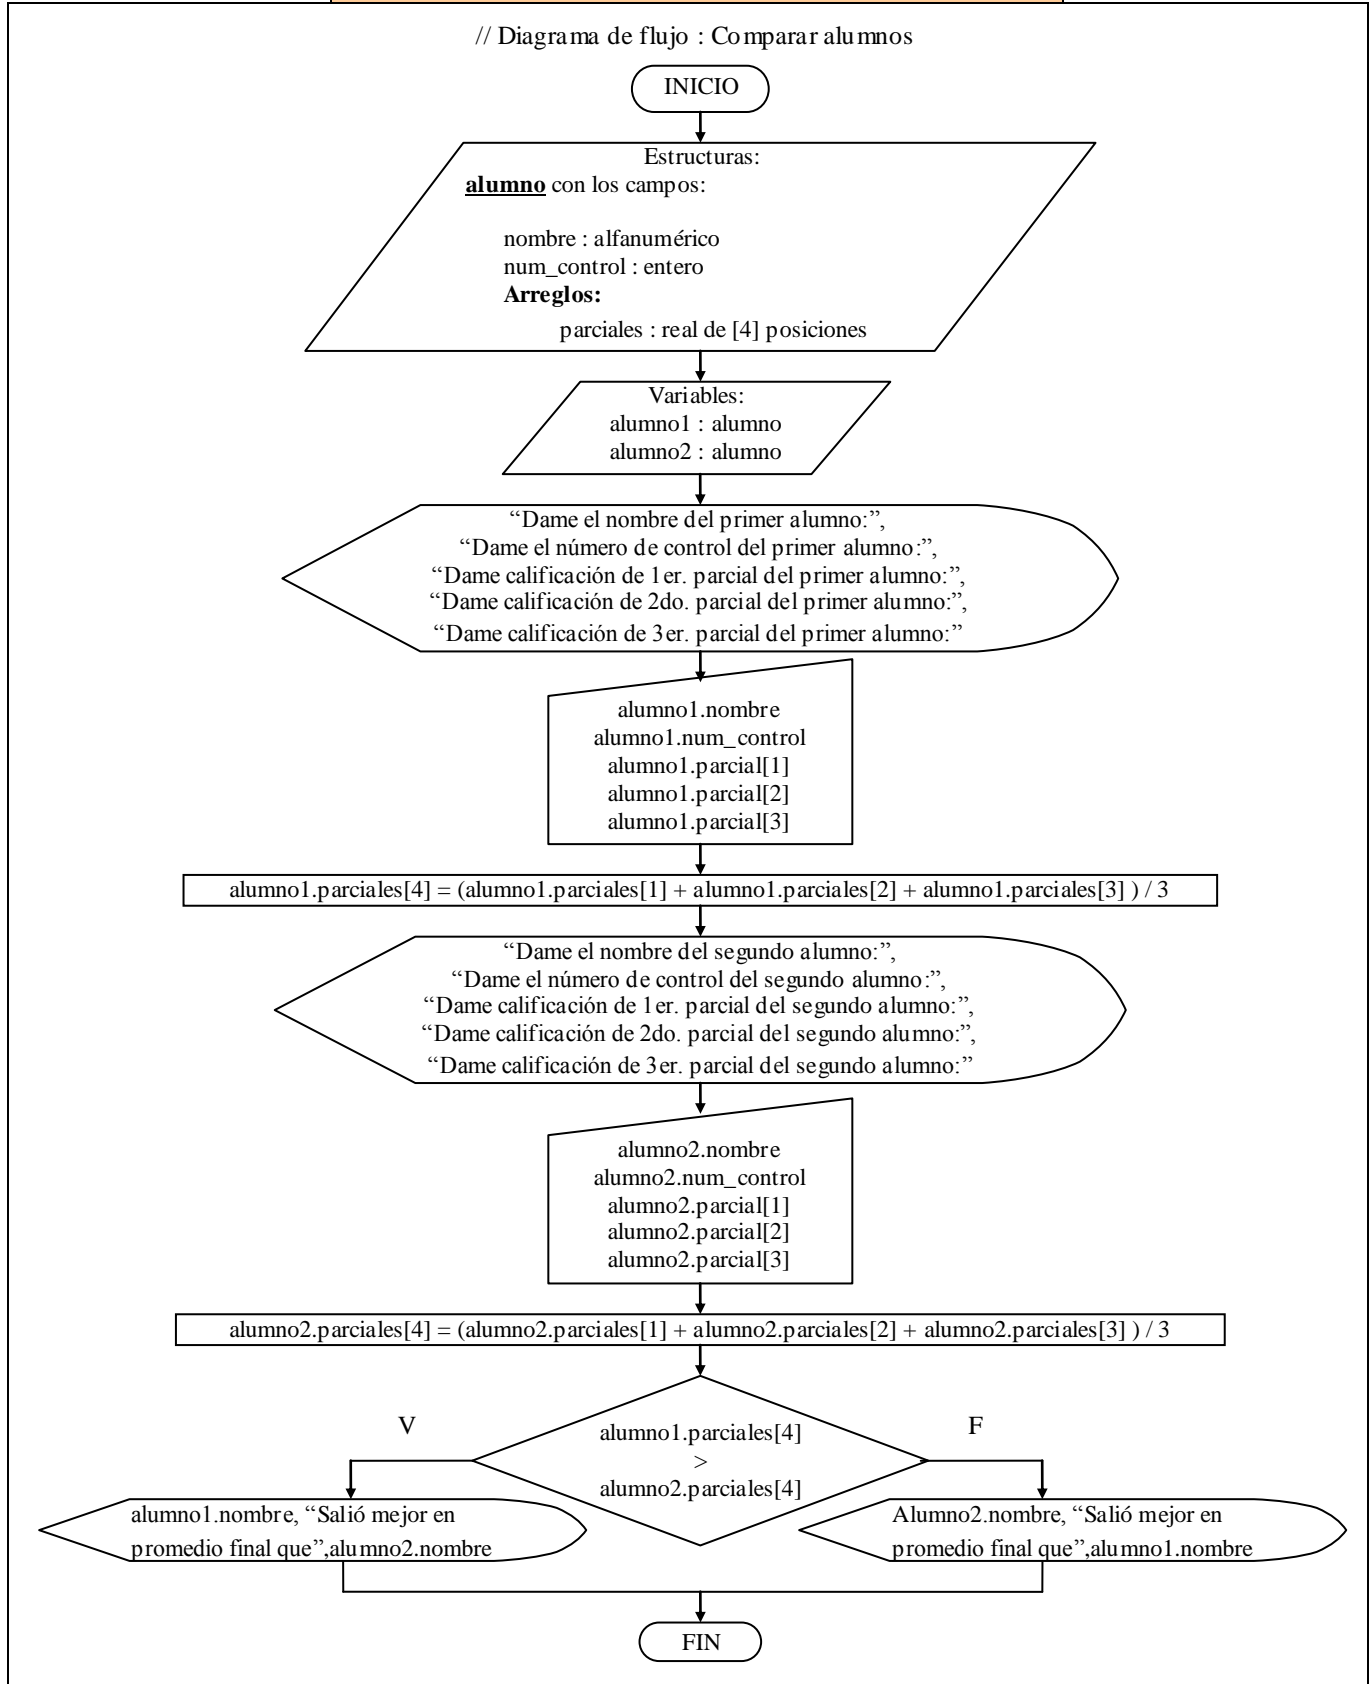 // Diagrama de flujo : Comparar alumnos
INICIO
Estructuras:
alumno con los campos:
nombre : alfanumérico
num_control : entero
Arreglos:
parciales : real de [4] posiciones
Variables:
alumno1 : alumno
alumno2 : alumno
“Dame el nombre del primer alumno:”,
“Dame el número de control del primer alumno:”,
“Dame calificación de 1er. parcial del primer alumno:”,
“Dame calificación de 2do. parcial del primer alumno:”,
“Dame calificación de 3er. parcial del primer alumno:”
alumno1.nombre
alumno1.num_control
alumno1.parcial[1]
alumno1.parcial[2]
alumno1.parcial[3]
alumno1.parciales[4] = (alumno1.parciales[1] + alumno1.parciales[2] + alumno1.parciales[3] ) / 3
“Dame el nombre del segundo alumno:”,
“Dame el número de control del segundo alumno:”,
“Dame calificación de 1er. parcial del segundo alumno:”,
“Dame calificación de 2do. parcial del segundo alumno:”,
“Dame calificación de 3er. parcial del segundo alumno:”
alumno2.nombre
alumno2.num_control
alumno2.parcial[1]
alumno2.parcial[2]
alumno2.parcial[3]
alumno2.parciales[4] = (alumno2.parciales[1] + alumno2.parciales[2] + alumno2.parciales[3] ) / 3
V
alumno1.parciales[4]
>
alumno2.parciales[4]
F
alumno1.nombre, “Salió mejor en
promedio final que”,alumno2.nombre
Alumno2.nombre, “Salió mejor en
promedio final que”,alumno1.nombre
FIN